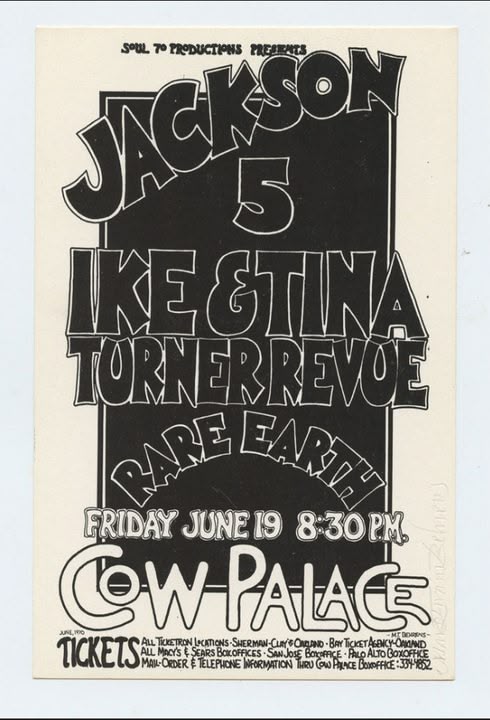 SOUL 70 PRODUCTIONS PRESENTS
JACKSON
5
IKE & TINA
TURNER REVUE
RARE EARTH
FRIDAY JUNE 19 8:30 P.M.
COW PALACE
JUNE, 1970
- M.T. BEHRENS -
TICKETS
ALL TICKETRON LOCATIONS · SHERMAN-CLAY'S OAKLAND · BAY TICKET AGENCY-OAKLAND
ALL MACY'S & SEARS BOXOFFICES · SAN JOSE BOXOFFICE · PALO ALTO BOXOFFICE
MAIL-ORDER & TELEPHONE INFORMATION THRU COW PALACE BOXOFFICE: 334-4852